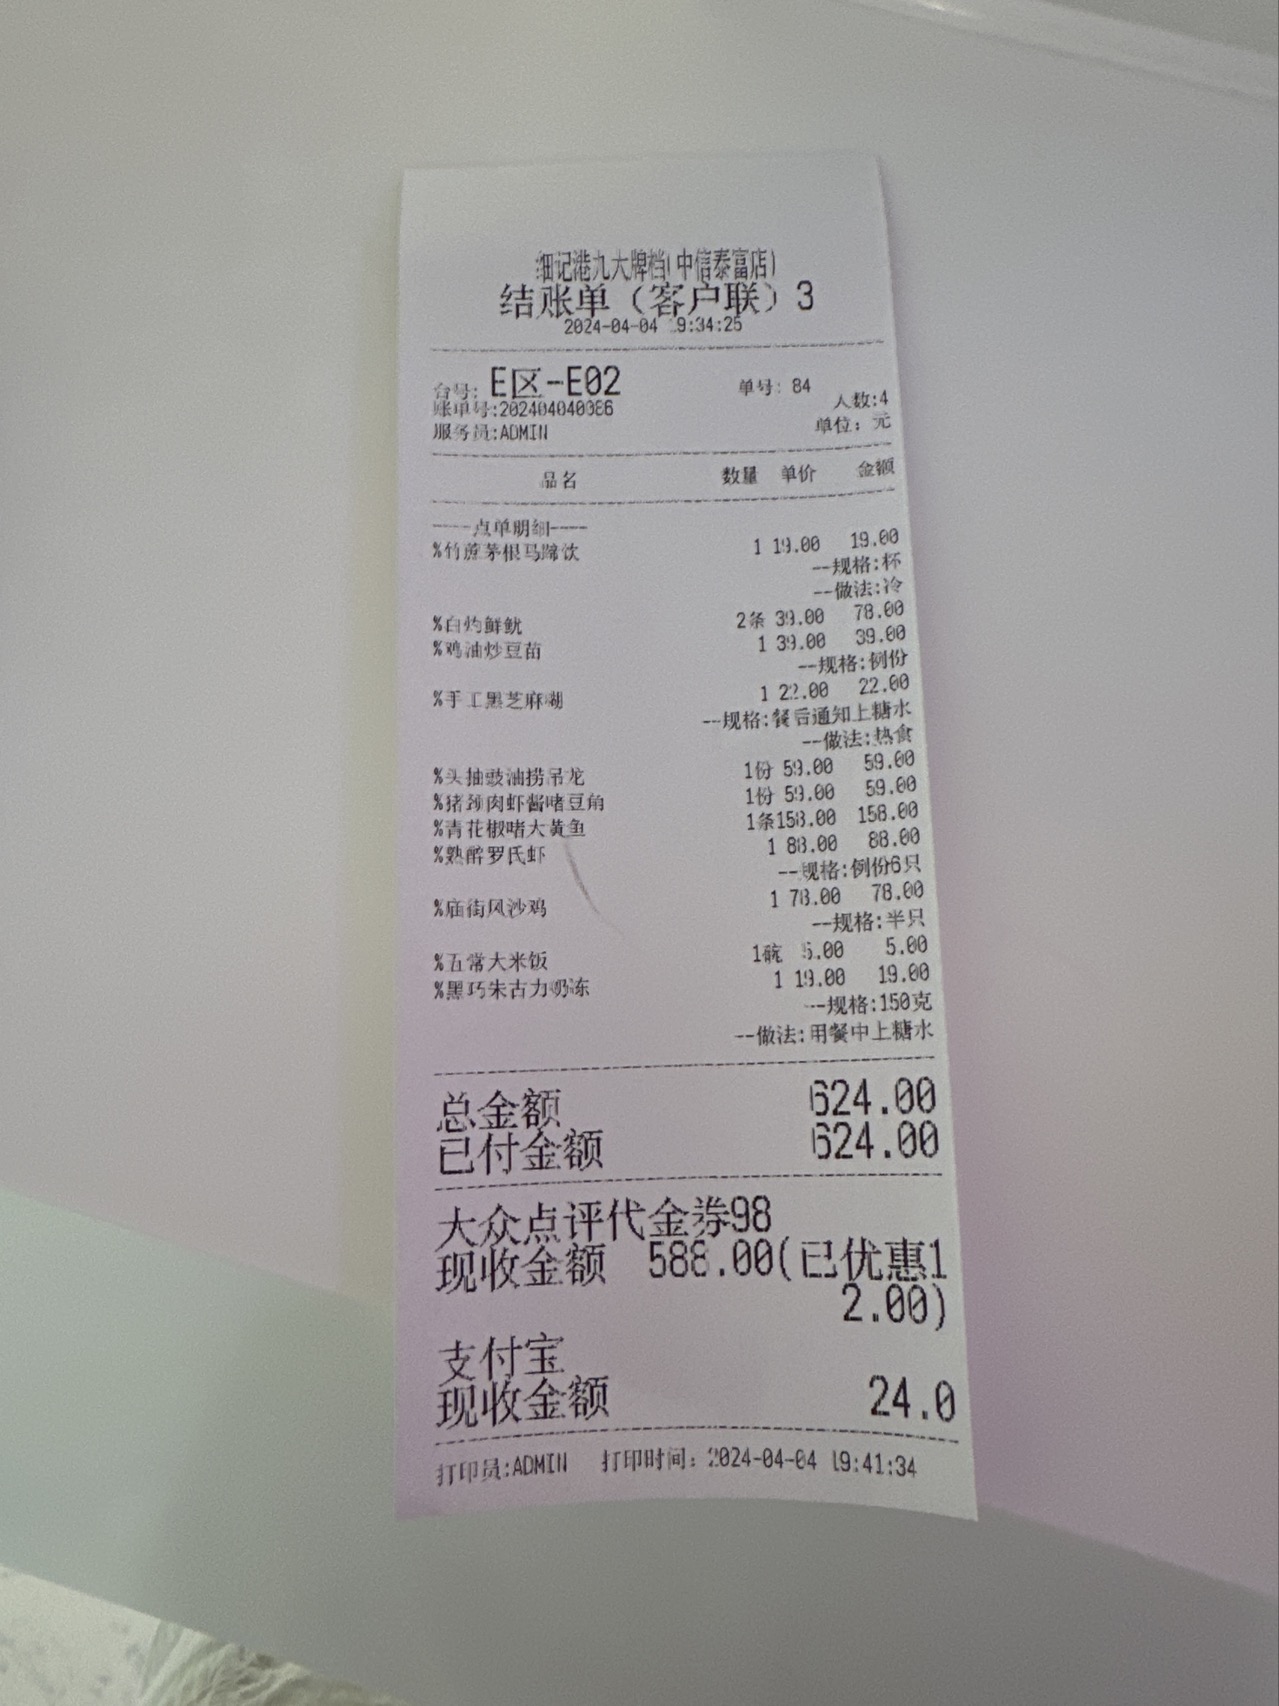 细记港九大牌档(中信泰富店)
结账单（客户联）3
2024-04-04 19:34:25
台号: E区-E02 单号: 84
账单号:202404040086 人数:4
服务员:ADMIN 单位：元
品名 数量 单价 金额
----点单明细----
%竹蔗茅根马蹄饮 1 19.00 19.00
--规格:杯
--做法:冷
%白灼鲜鱿 2条 39.00 78.00
%鸡油炒豆苗 1 39.00 39.00
--规格:例份
%手工黑芝麻糊 1 22.00 22.00
--规格:餐后通知上糖水
--做法:热食
%头抽豉油捞吊龙 1份 59.00 59.00
%猪颈肉虾酱啫豆角 1份 59.00 59.00
%青花椒啫大黄鱼 1条158.00 158.00
%熟醉罗氏虾 1 88.00 88.00
--规格:例份6只
%庙街风沙鸡 1 78.00 78.00
--规格:半只
%五常大米饭 1碗 5.00 5.00
%黑巧朱古力奶冻 1 19.00 19.00
--规格:150克
--做法:用餐中上糖水
总金额 624.00
已付金额 624.00
大众点评代金券98
现收金额 588.00(已优惠1
2.00)
支付宝
现收金额 24.0
打印员:ADMIN 打印时间：2024-04-04 19:41:34